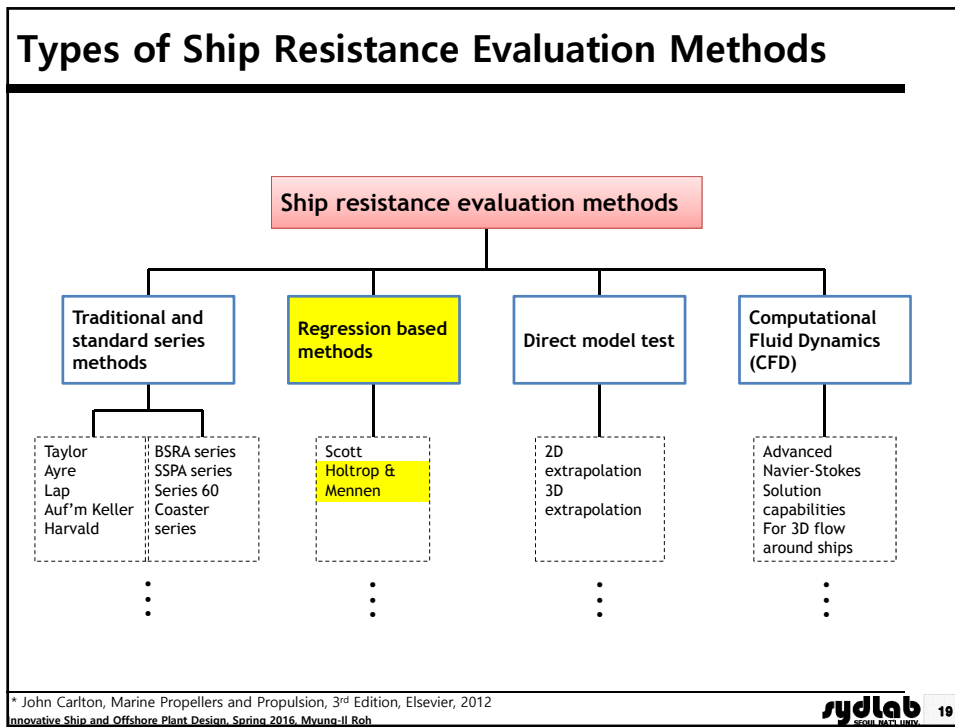 Types of Ship Resistance Evaluation Methods
Ship resistance evaluation methods
Traditional and
standard series
methods
Regression based
methods
Direct model test
Computational
Fluid Dynamics
(CFD)
Taylor
Ayre
Lap
Auf’m Keller
Harvald
BSRA series
SSPA series
Series 60
Coaster
series
Scott
Holtrop &
Mennen
2D
extrapolation
3D
extrapolation
Advanced
Navier-Stokes
Solution
capabilities
For 3D flow
around ships
* John Carlton, Marine Propellers and Propulsion, 3rd Edition, Elsevier, 2012
Innovative Ship and Offshore Plant Design, Spring 2016, Myung-Il Roh
sydlab
SEOUL NAT'L UNIV.
19